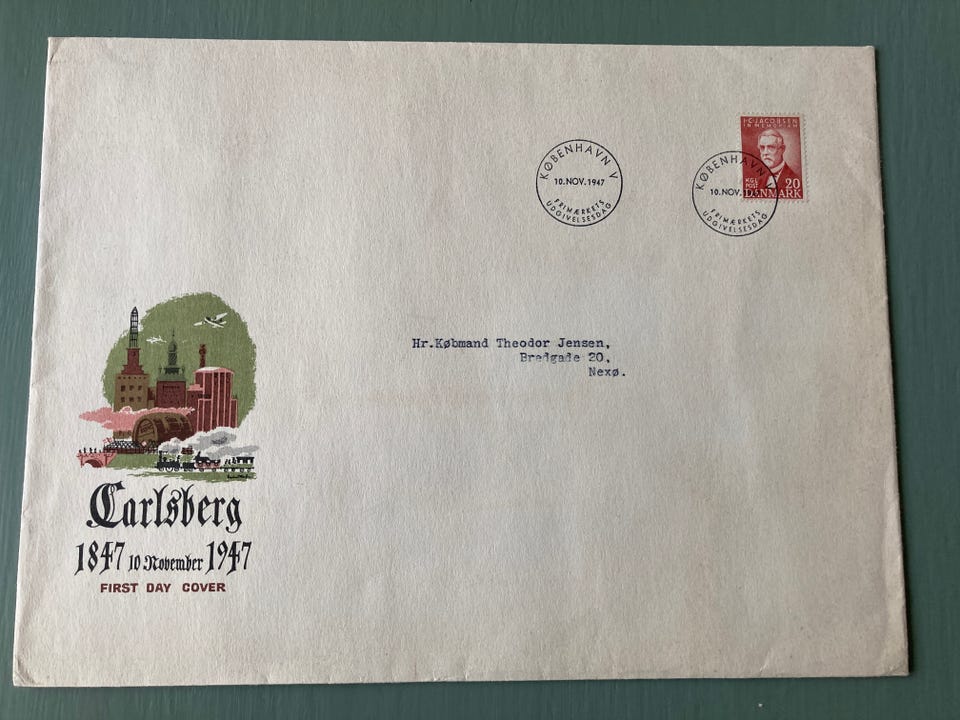 I·C·JACOBSEN
IN MEMORIAM
KGL
POST
20
DANMARK
KØBENHAVN V
10.NOV.1947
FRIMÆRKETS
UDGIVELSESDAG
KØBENHAVN V
10.NOV.
FRIMÆRKETS
UDGIVELSESDAG
Hr.Købmand Theodor Jensen,
Bredgade 20,
Nexø.
Carlsberg
1847 10 November 1947
FIRST DAY COVER